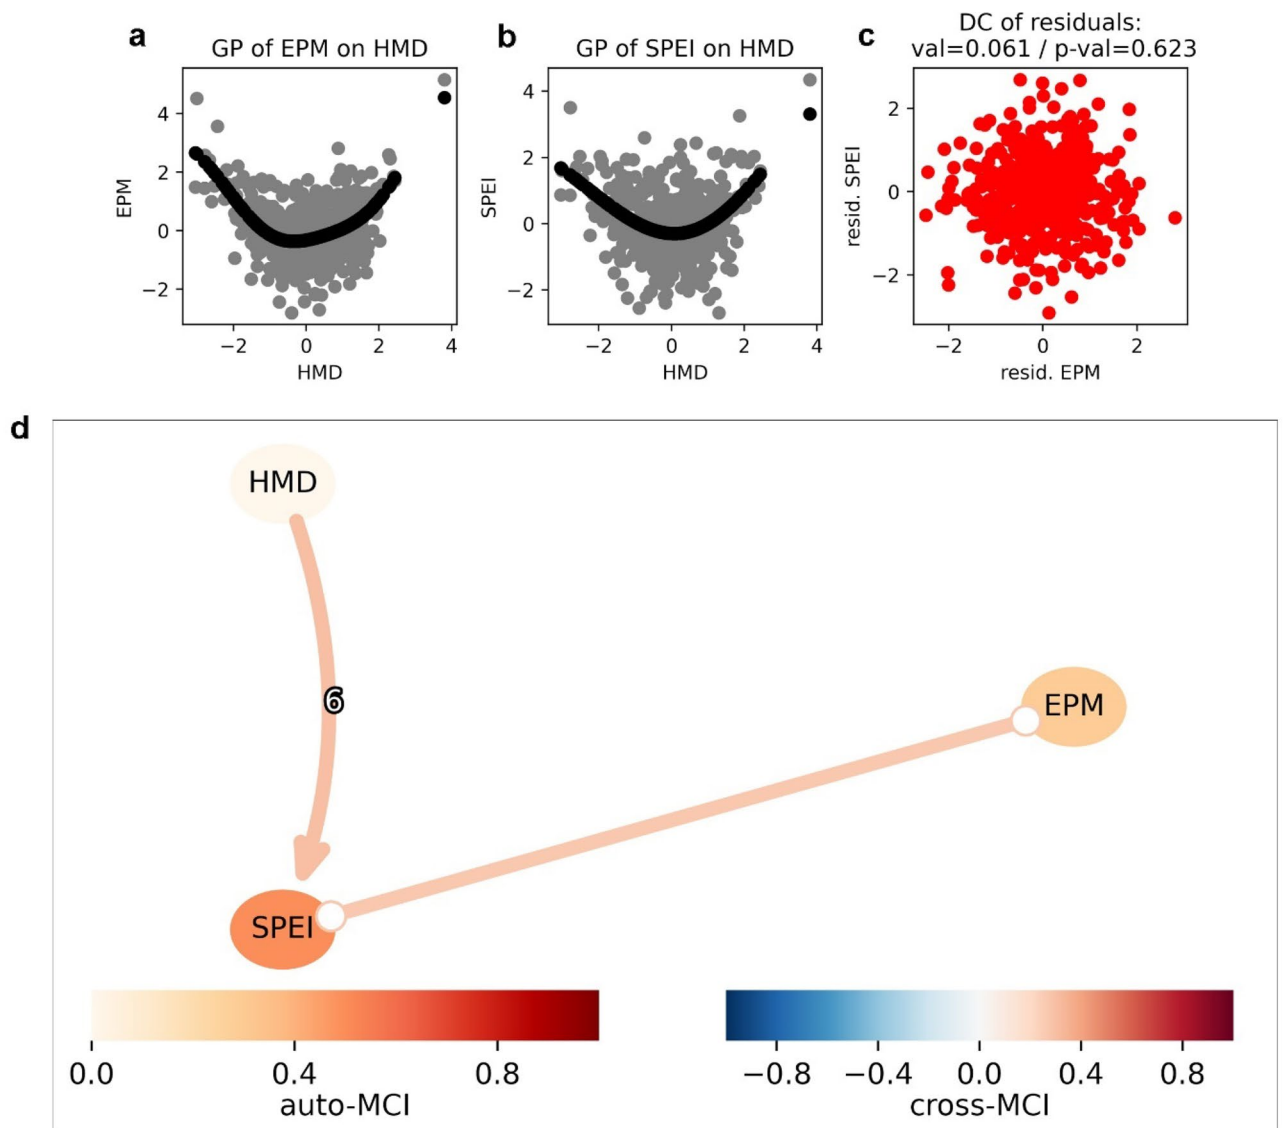 a
GP of EPM on HMD
EPM
4
2
0
−2
−2
0
2
4
HMD
b
GP of SPEI on HMD
SPEI
4
2
0
−2
−2
0
2
4
HMD
c
DC of residuals:
val=0.061 / p-val=0.623
resid. SPEI
2
0
−2
−2
0
2
resid. EPM
d
HMD
6
EPM
SPEI
0.0
0.4
0.8
auto-MCI
−0.8
−0.4
0.0
0.4
0.8
cross-MCI